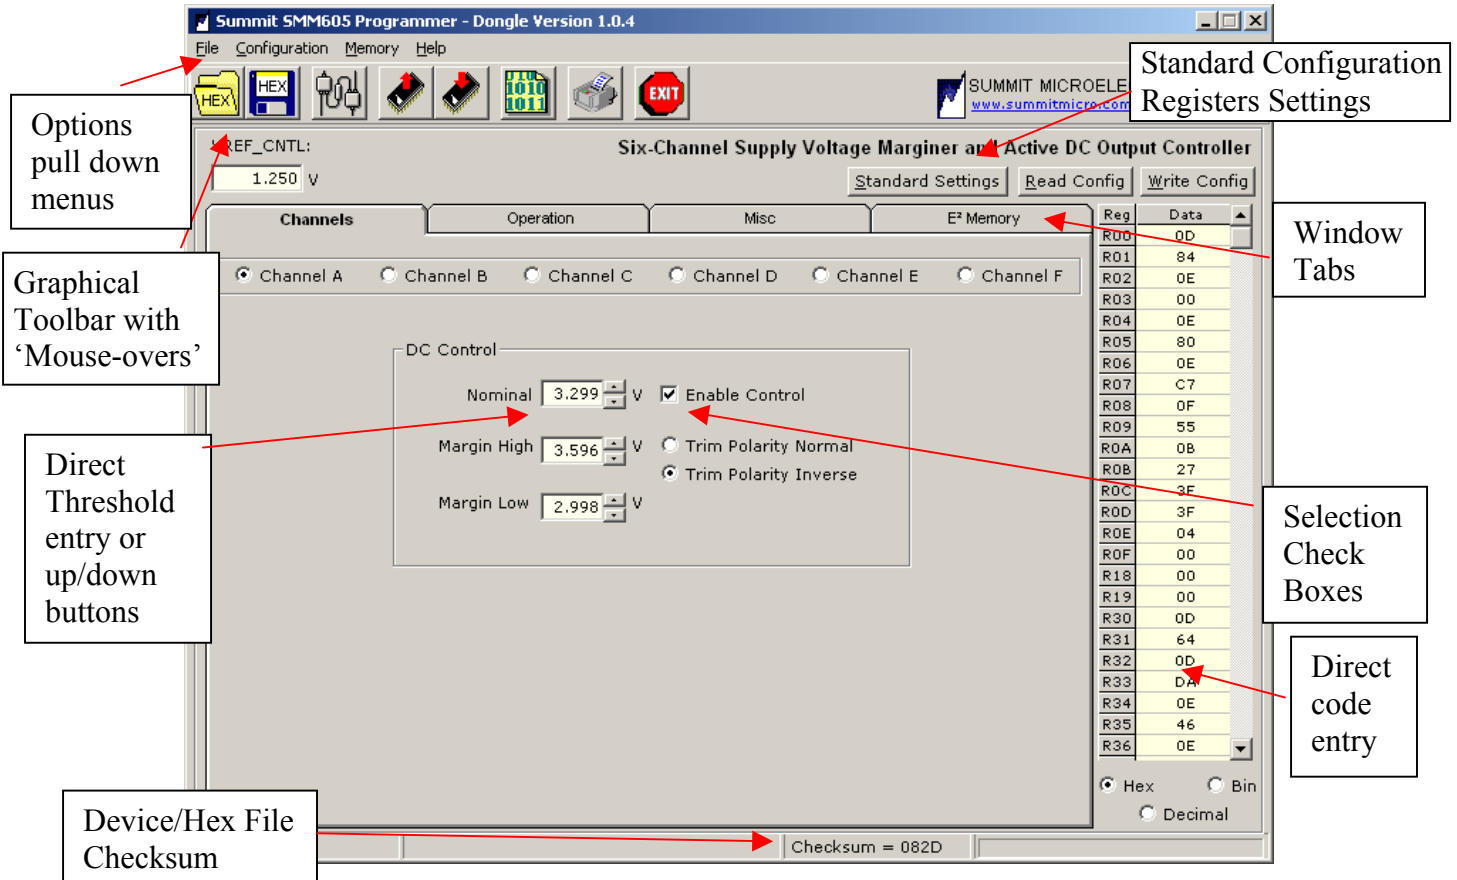 Summit SMM605 Programmer - Dongle Version 1.0.4
File Configuration Memory Help
HEX
HEX
1010
1011
EXIT
SUMMIT MICROELE
www.summitmicro.com
Standard Configuration
Registers Settings
Options
pull down
menus
REF_CNTL:
1.250 V
Six-Channel Supply Voltage Marginer and Active DC Output Controller
Standard Settings Read Config Write Config
Channels Operation Misc E² Memory
Channel A Channel B Channel C Channel D Channel E Channel F
Window
Tabs
Graphical
Toolbar with
‘Mouse-overs’
DC Control
Nominal 3.299 V Enable Control
Margin High 3.596 V Trim Polarity Normal
Trim Polarity Inverse
Margin Low 2.998 V
Direct
Threshold
entry or
up/down
buttons
Reg Data
R00 0D
R01 84
R02 0E
R03 00
R04 0E
R05 80
R06 0E
R07 C7
R08 0F
R09 55
R0A 0B
R0B 27
R0C 3F
R0D 3F
R0E 04
R0F 00
R18 00
R19 00
R30 0D
R31 64
R32 0D
R33 DA
R34 0E
R35 46
R36 0E
Selection
Check
Boxes
Direct
code
entry
Hex Bin
Decimal
Device/Hex File
Checksum
Checksum = 082D